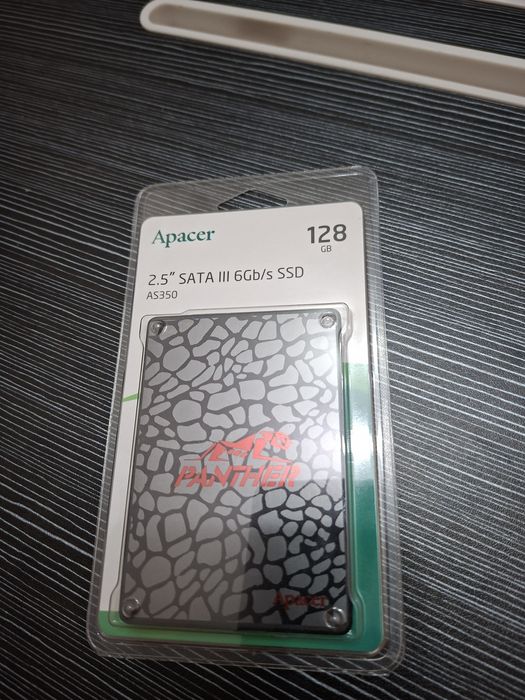 Apacer
128
GB
2.5” SATA III 6Gb/s SSD
AS350
PANTHER
Apacer